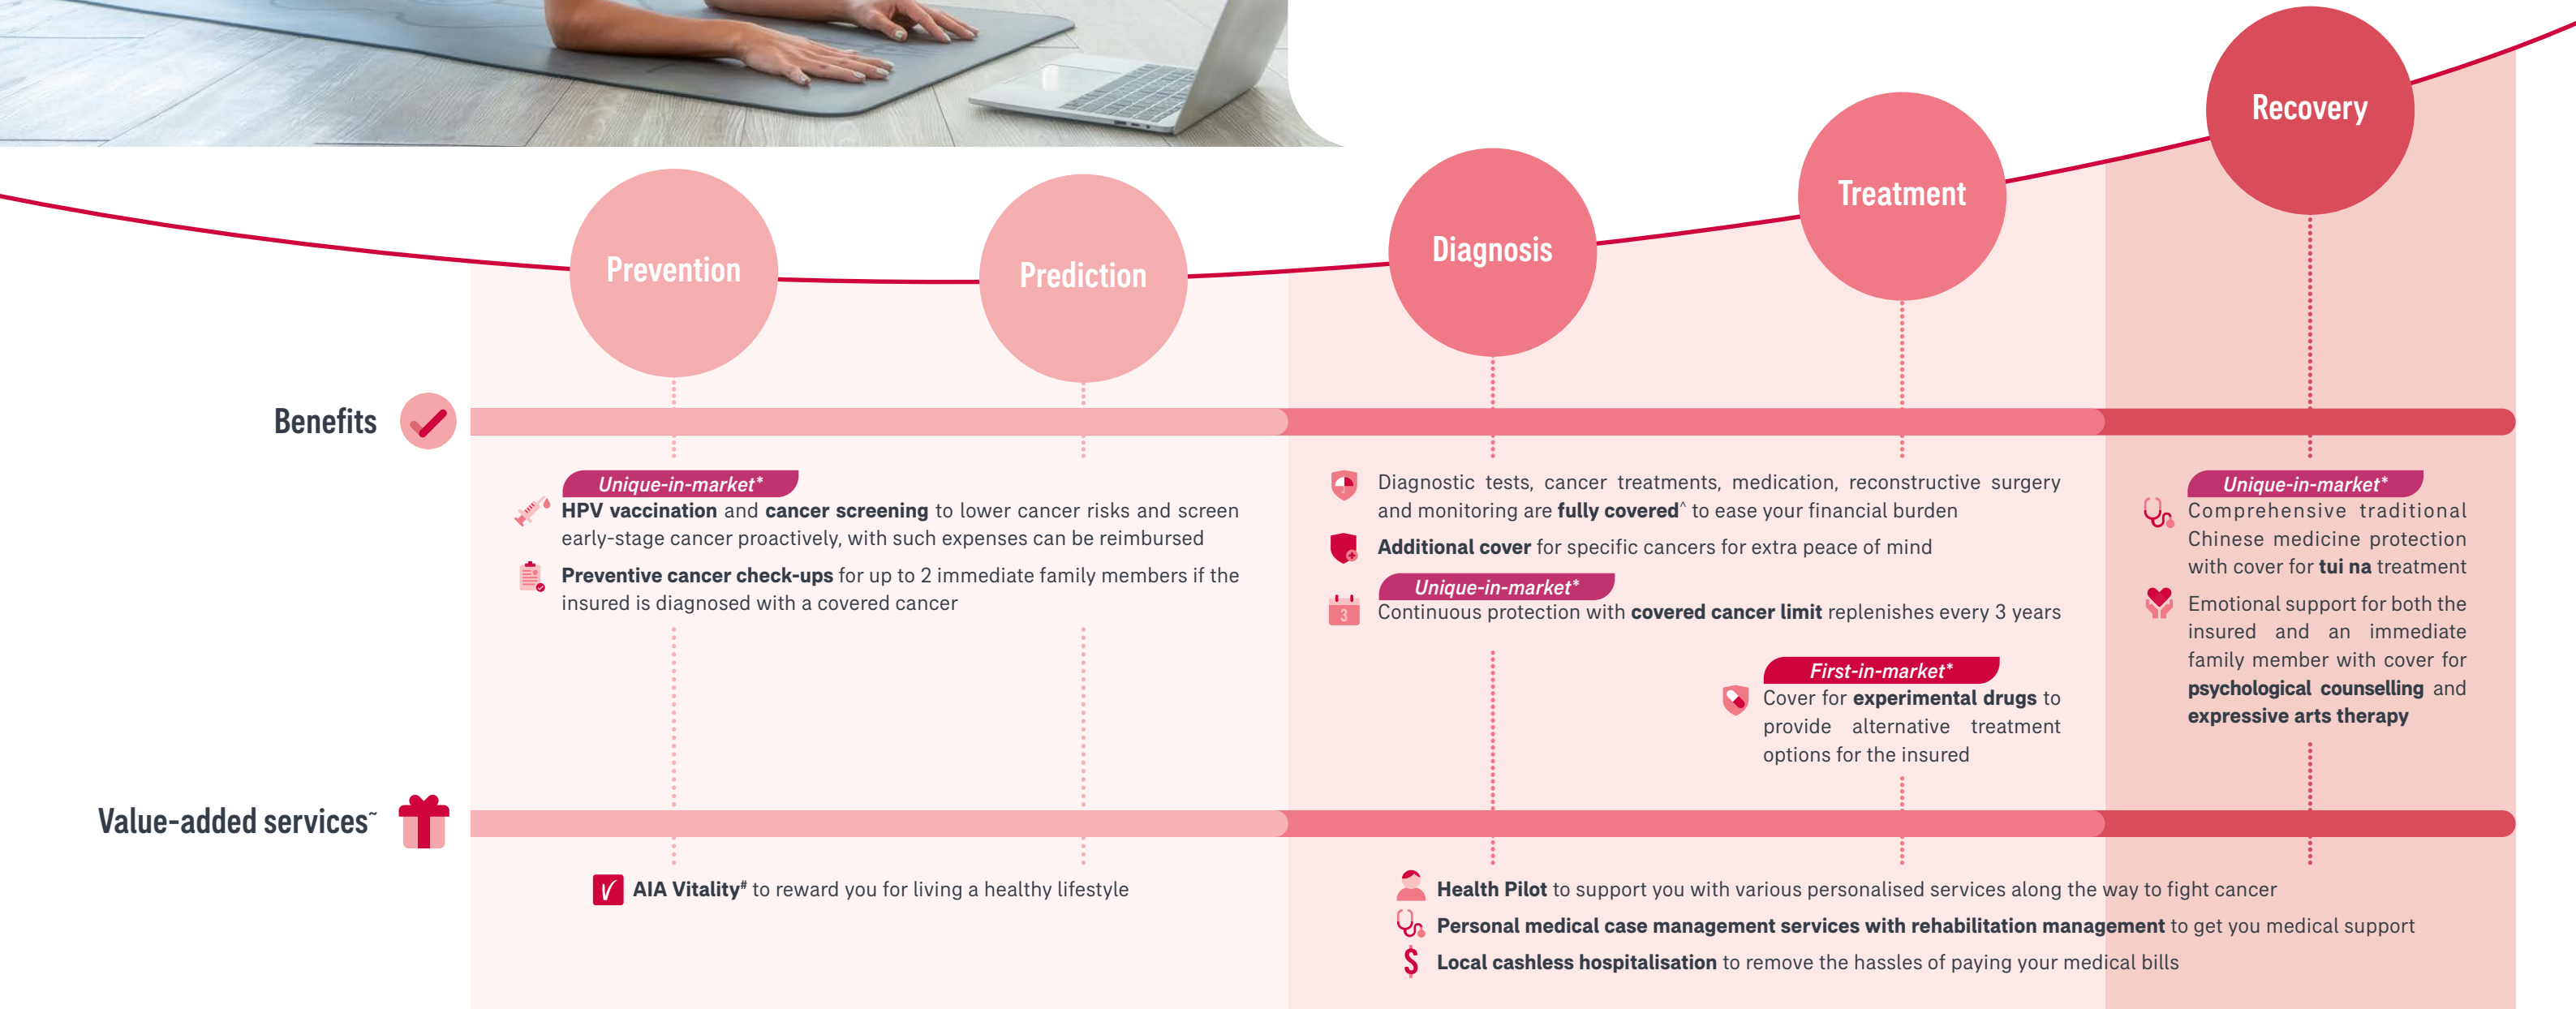 Recovery
Treatment
Diagnosis
Prevention
Prediction
Benefits
Unique-in-market*
HPV vaccination and cancer screening to lower cancer risks and screen
early-stage cancer proactively, with such expenses can be reimbursed
Preventive cancer check-ups for up to 2 immediate family members if the
insured is diagnosed with a covered cancer
Diagnostic tests, cancer treatments, medication, reconstructive surgery
and monitoring are fully covered^ to ease your financial burden
Additional cover for specific cancers for extra peace of mind
Unique-in-market*
3
Continuous protection with covered cancer limit replenishes every 3 years
First-in-market*
Cover for experimental drugs to
provide alternative treatment
options for the insured
Unique-in-market*
Comprehensive traditional
Chinese medicine protection
with cover for tui na treatment
Emotional support for both the
insured and an immediate
family member with cover for
psychological counselling and
expressive arts therapy
Value-added services~
AIA Vitality# to reward you for living a healthy lifestyle
Health Pilot to support you with various personalised services along the way to fight cancer
Personal medical case management services with rehabilitation management to get you medical support
$ Local cashless hospitalisation to remove the hassles of paying your medical bills